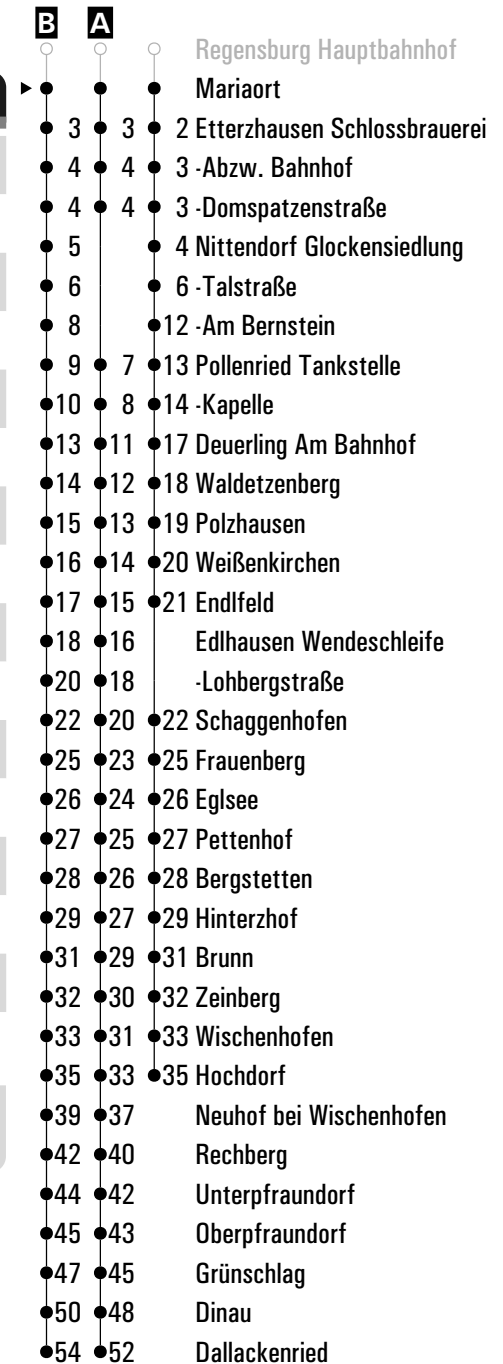 B A
Regensburg Hauptbahnhof
Mariaort
3 3 2 Etterzhausen Schlossbrauerei
4 4 3 -Abzw. Bahnhof
4 4 3 -Domspatzenstraße
5 4 Nittendorf Glockensiedlung
6 6 -Talstraße
8 12 -Am Bernstein
9 7 13 Pollenried Tankstelle
10 8 14 -Kapelle
13 11 17 Deuerling Am Bahnhof
14 12 18 Waldetzenberg
15 13 19 Polzhausen
16 14 20 Weißenkirchen
17 15 21 Endlfeld
18 16 Edlhausen Wendeschleife
20 18 -Lohbergstraße
22 20 22 Schaggenhofen
25 23 25 Frauenberg
26 24 26 Eglsee
27 25 27 Pettenhof
28 26 28 Bergstetten
29 27 29 Hinterzhof
31 29 31 Brunn
32 30 32 Zeinberg
33 31 33 Wischenhofen
35 33 35 Hochdorf
39 37 Neuhof bei Wischenhofen
42 40 Rechberg
44 42 Unterpfraundorf
45 43 Oberpfraundorf
47 45 Grünschlag
50 48 Dinau
54 52 Dallackenried